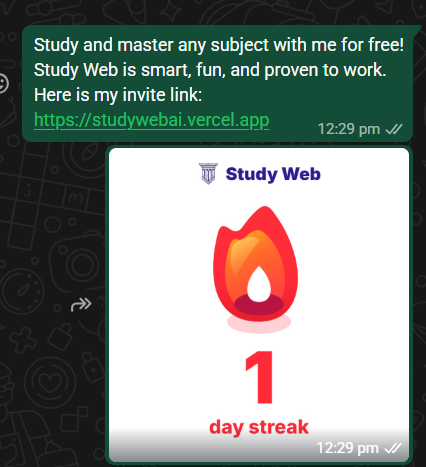 Study and master any subject with me for free!
Study Web is smart, fun, and proven to work.
Here is my invite link:
https://studywebai.vercel.app
12:29 pm
Study Web
1
day streak
12:29 pm